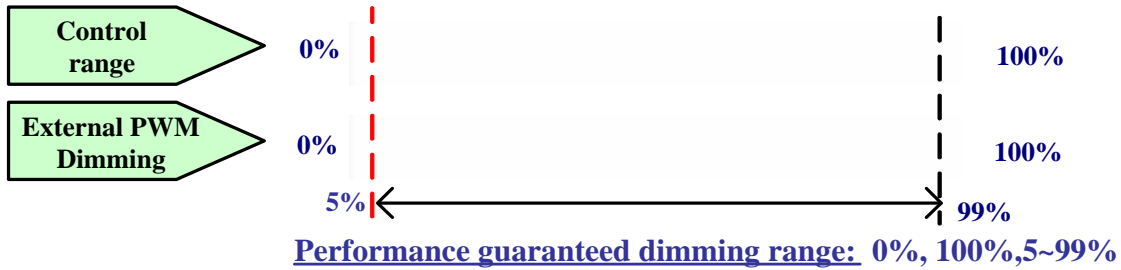 Control
range
0%
100%
External PWM
Dimming
0%
100%
5%
99%
Performance guaranteed dimming range: 0%, 100%,5~99%